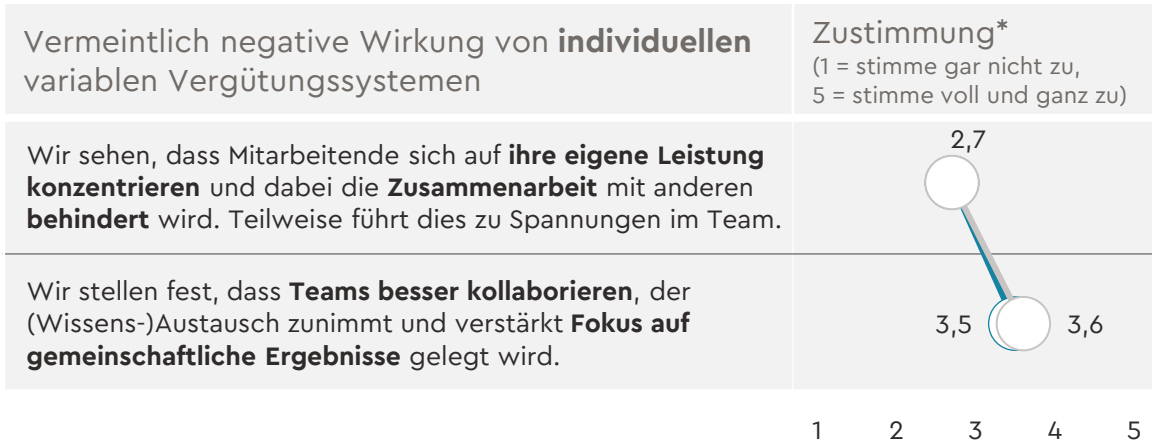 Vermeintlich negative Wirkung von individuellen
variablen Vergütungssystemen
Zustimmung*
(1 = stimme gar nicht zu,
5 = stimme voll und ganz zu)
Wir sehen, dass Mitarbeitende sich auf ihre eigene Leistung
konzentrieren und dabei die Zusammenarbeit mit anderen
behindert wird. Teilweise führt dies zu Spannungen im Team.
2,7
Wir stellen fest, dass Teams besser kollaborieren, der
(Wissens-)Austausch zunimmt und verstärkt Fokus auf
gemeinschaftliche Ergebnisse gelegt wird.
3,5 3,6
1 2 3 4 5